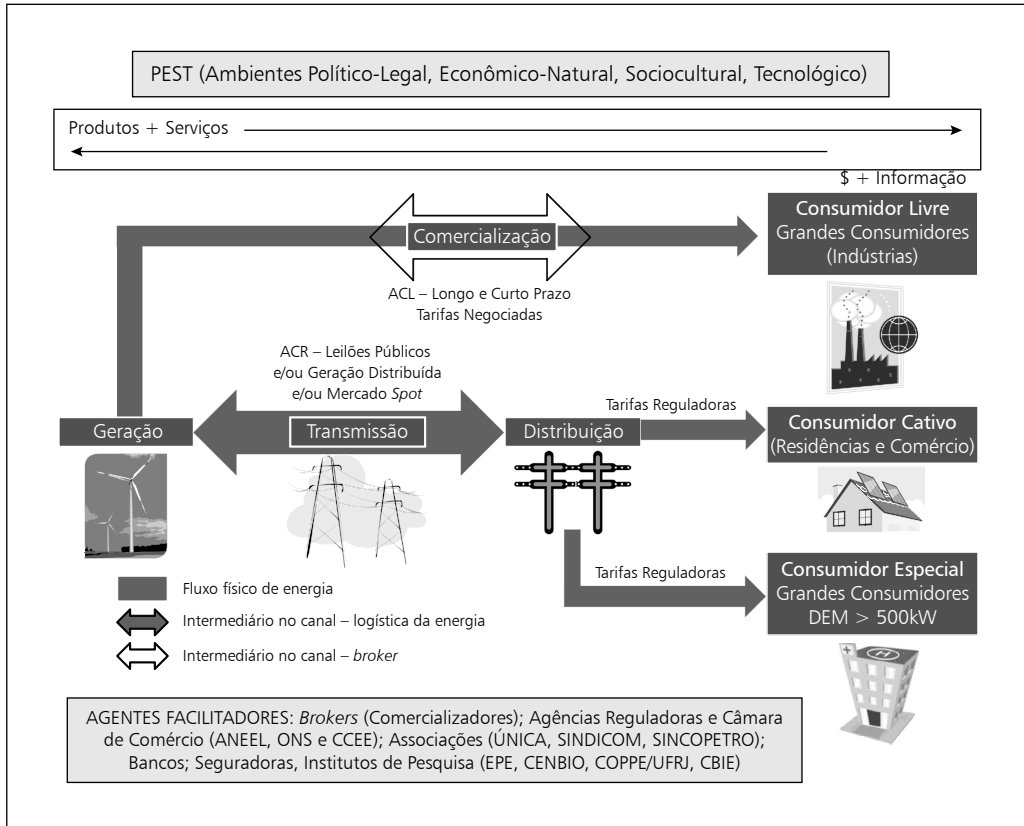 PEST (Ambientes Político-Legal, Econômico-Natural, Sociocultural, Tecnológico)
Produtos + Serviços
$ + Informação
Consumidor Livre
Grandes Consumidores
(Indústrias)
Comercialização
ACL – Longo e Curto Prazo
Tarifas Negociadas
ACR – Leilões Públicos
e/ou Geração Distribuída
e/ou Mercado Spot
Geração
Transmissão
Distribuição
Tarifas Reguladoras
Consumidor Cativo
(Residências e Comércio)
Tarifas Reguladoras
Consumidor Especial
Grandes Consumidores
DEM > 500kW
H
Fluxo físico de energia
Intermediário no canal – logística da energia
Intermediário no canal – broker
AGENTES FACILITADORES: Brokers (Comercializadores); Agências Reguladoras e Câmara
de Comércio (ANEEL, ONS e CCEE); Associações (ÚNICA, SINDICOM, SINCOPETRO);
Bancos; Seguradoras, Institutos de Pesquisa (EPE, CENBIO, COPPE/UFRJ, CBIE)